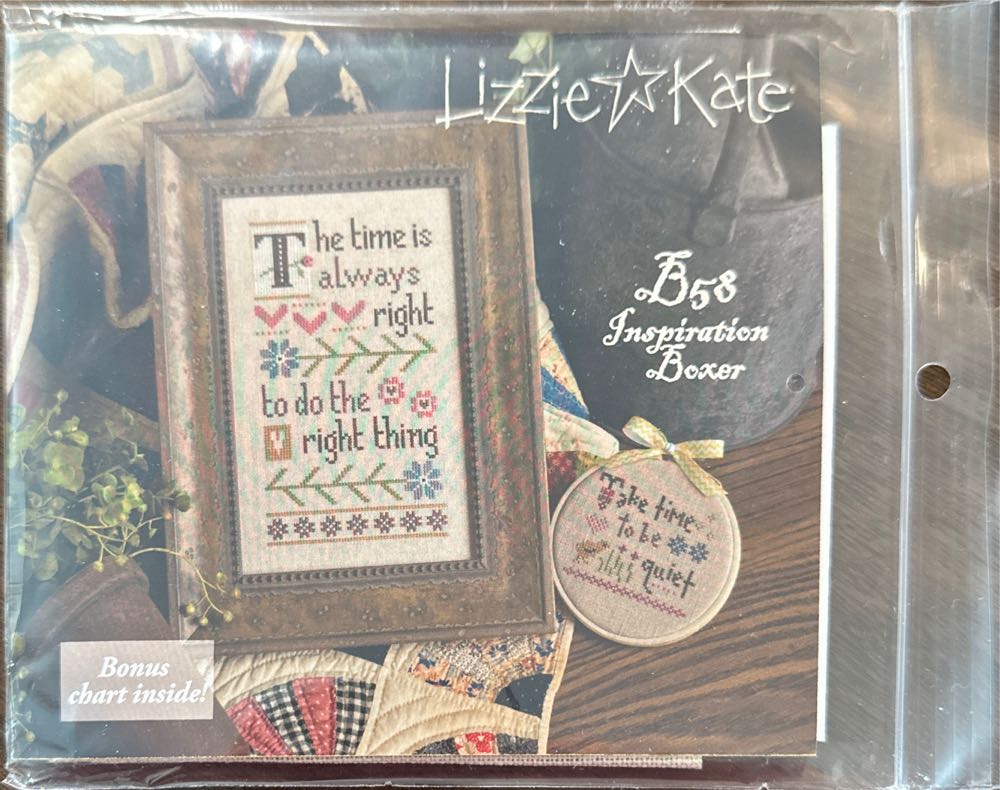 Lizzie☆Kate
B58
Inspiration
Boxer
The time is
always
right
to do the
right thing
Take time
to be
quiet
Bonus
chart inside!